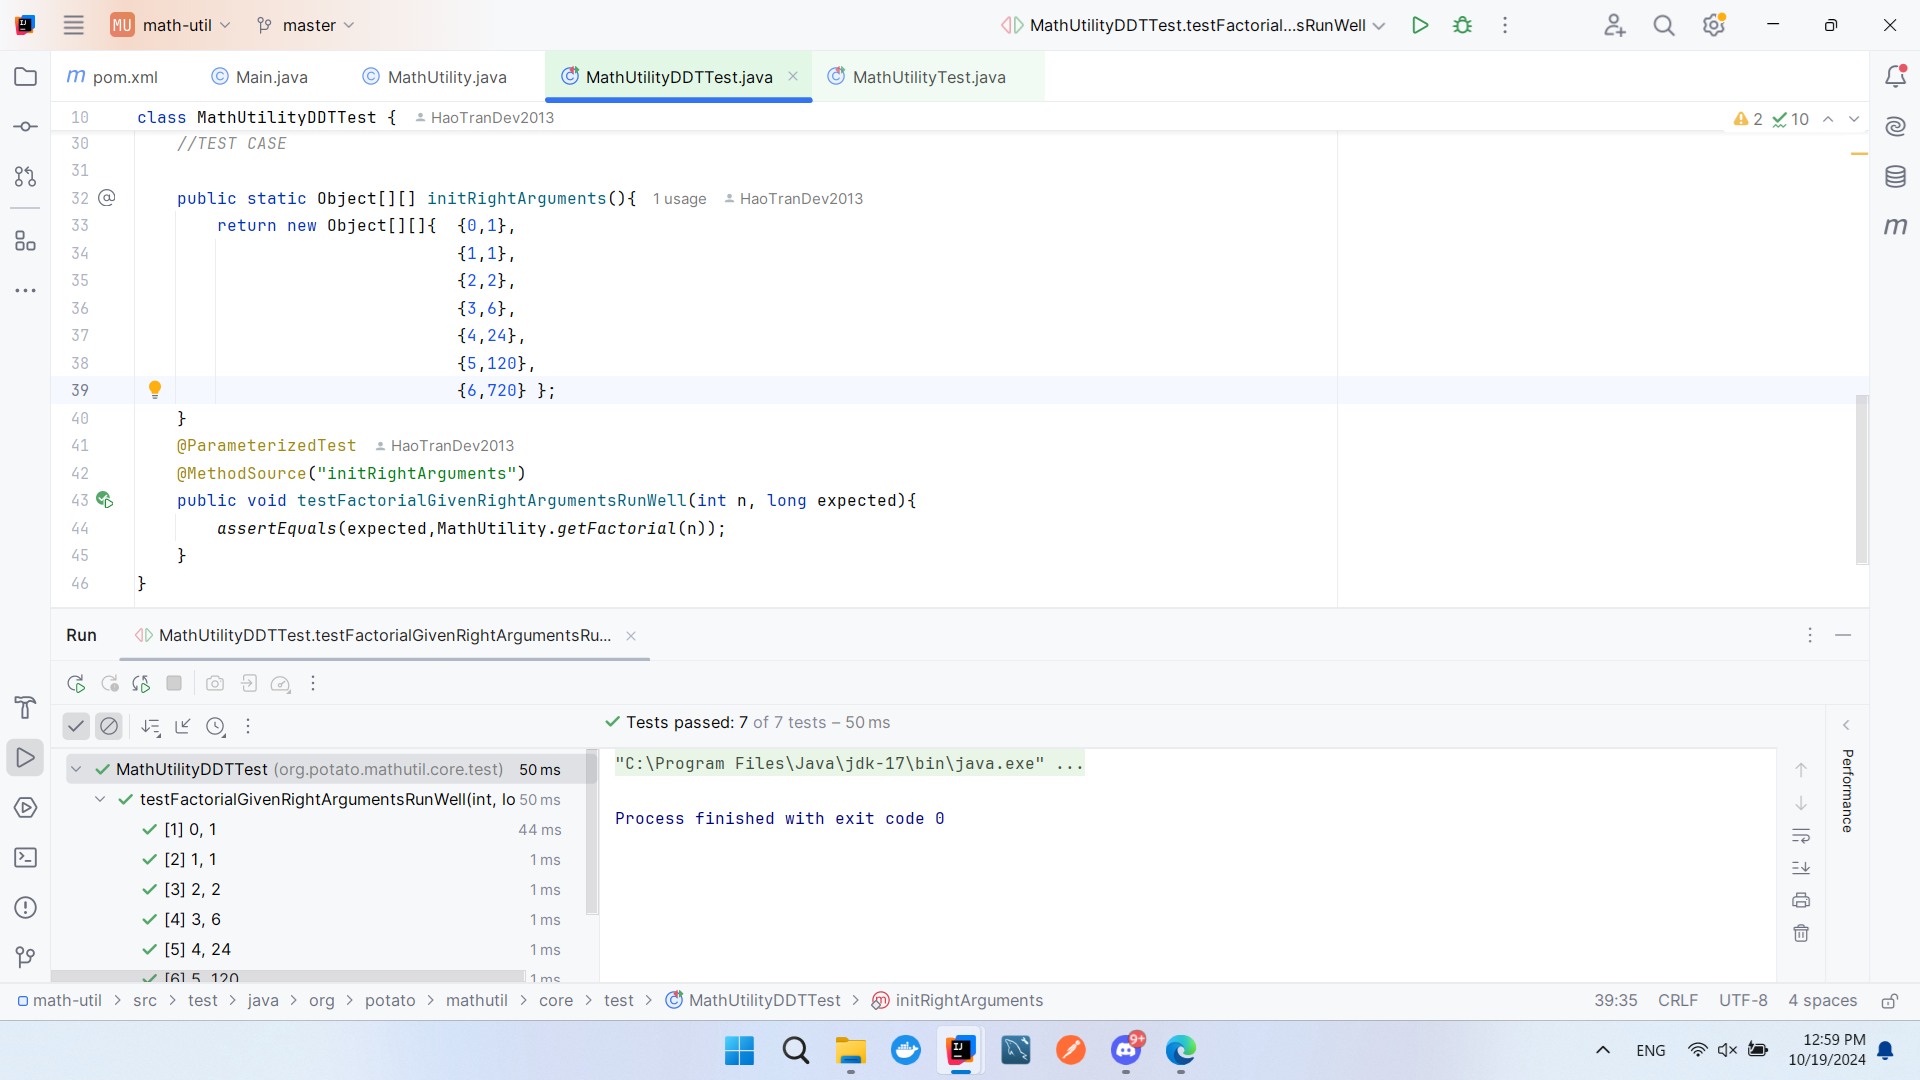 MU math-util master MathUtilityDDTTest.testFactorial...sRunWell
m pom.xml Main.java MathUtility.java MathUtilityDDTTest.java MathUtilityTest.java
10 class MathUtilityDDTTest { HaoTranDev2013 2 10
30 //TEST CASE
31
32 public static Object[][] initRightArguments(){ 1 usage HaoTranDev2013
33 return new Object[][]{ {0,1},
34 {1,1},
35 {2,2},
36 {3,6},
37 {4,24},
38 {5,120},
39 {6,720} };
40 }
41 @ParameterizedTest HaoTranDev2013
42 @MethodSource("initRightArguments")
43 public void testFactorialGivenRightArgumentsRunWell(int n, long expected){
44 assertEquals(expected,MathUtility.getFactorial(n));
45 }
46 }
Run MathUtilityDDTTest.testFactorialGivenRightArgumentsRu...
Tests passed: 7 of 7 tests – 50 ms
MathUtilityDDTTest (org.potato.mathutil.core.test) 50 ms
testFactorialGivenRightArgumentsRunWell(int, lo 50 ms
[1] 0, 1 44 ms
[2] 1, 1 1 ms
[3] 2, 2 1 ms
[4] 3, 6 1 ms
[5] 4, 24 1 ms
[6] 5, 120 1 ms
"C:\Program Files\Java\jdk-17\bin\java.exe" ...
Process finished with exit code 0
Performance
math-util > src > test > java > org > potato > mathutil > core > test > MathUtilityDDTTest > initRightArguments 39:35 CRLF UTF-8 4 spaces
9+
ENG
12:59 PM
10/19/2024